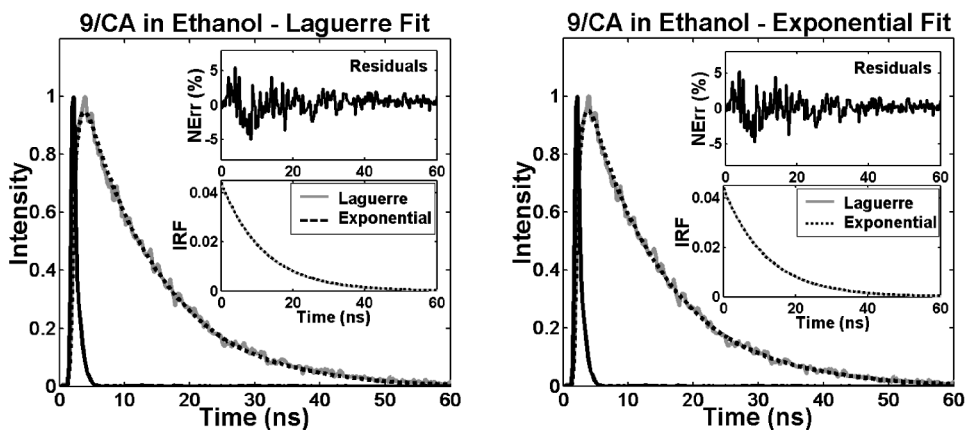 9/CA in Ethanol - Laguerre Fit
Intensity
1
0.8
0.6
0.4
0.2
0
0 10 20 30 40 50 60
Time (ns)
Residuals
NErr (%)
5
0
-5
0 20 40 60
IRF
0.04
0.02
0
Laguerre
Exponential
0 20 40 60
Time (ns)
9/CA in Ethanol - Exponential Fit
Intensity
1
0.8
0.6
0.4
0.2
0
0 10 20 30 40 50 60
Time (ns)
Residuals
NErr (%)
5
0
-5
0 20 40 60
IRF
0.04
0.02
0
Laguerre
Exponential
0 20 40 60
Time (ns)